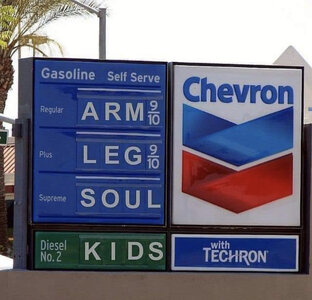 Gasoline Self Serve
Regular ARM 9/10
Plus LEG 9/10
Supreme SOUL
Diesel No. 2 KIDS
Chevron
with
TECHRON